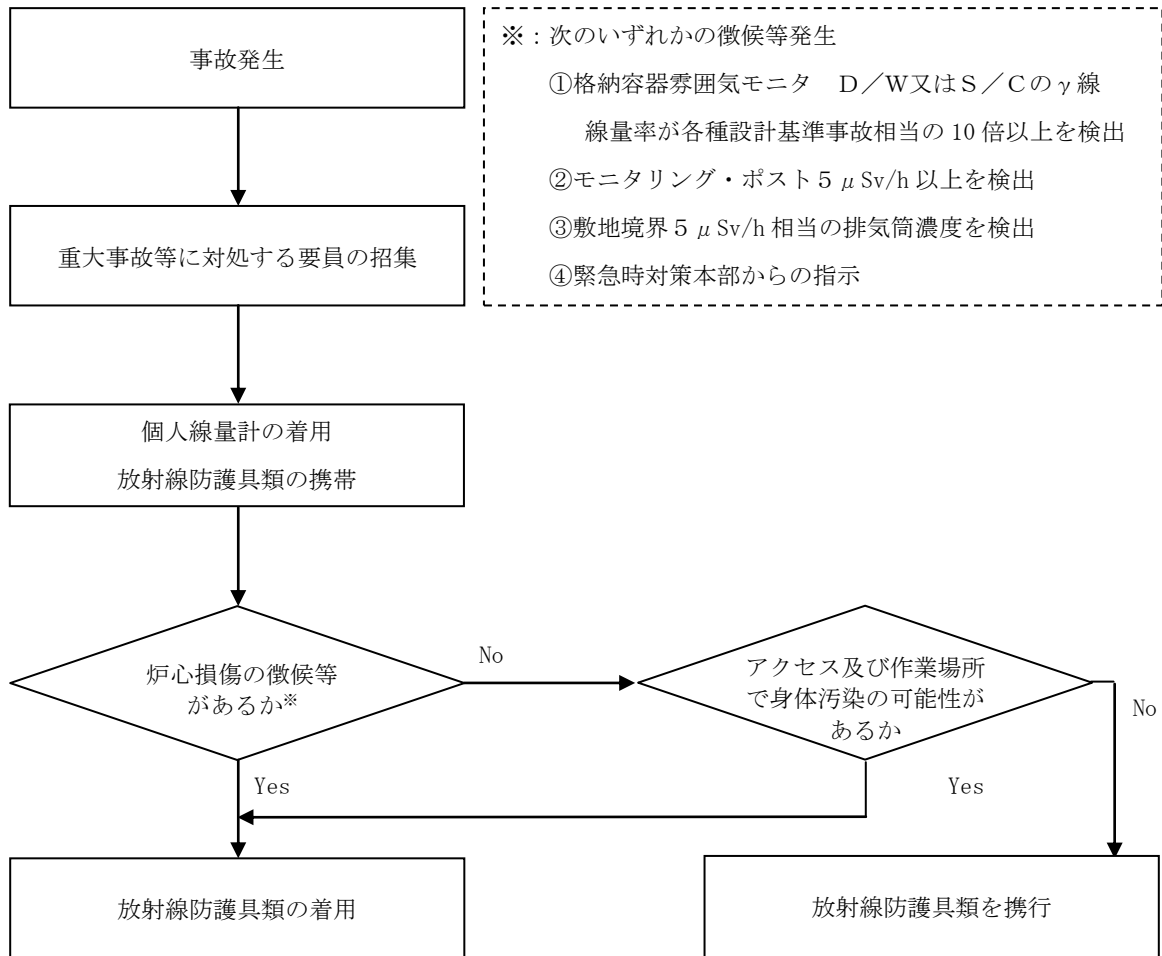 事故発生
※：次のいずれかの徴候等発生
①格納容器雰囲気モニタ　Ｄ／Ｗ又はＳ／Ｃのγ線
線量率が各種設計基準事故相当の 10 倍以上を検出
②モニタリング・ポスト５μSv/h 以上を検出
③敷地境界５μSv/h 相当の排気筒濃度を検出
④緊急時対策本部からの指示
重大事故等に対処する要員の招集
個人線量計の着用
放射線防護具類の携帯
炉心損傷の徴候等
があるか※
No
アクセス及び作業場所
で身体汚染の可能性が
あるか
No
Yes
Yes
放射線防護具類の着用
放射線防護具類を携行